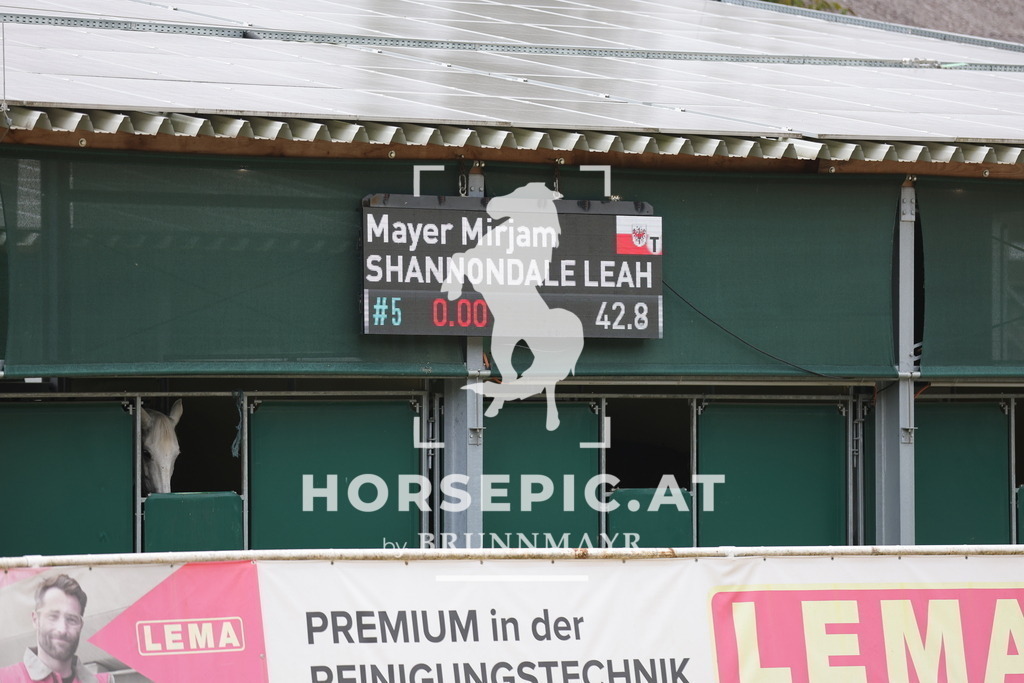 Mayer Mirjam
T
SHANNONDALE LEAH
#5 0.00 42.8
HORSEPIC.AT
by BRUNNMAYR
LEMA
PREMIUM in der
REINIGUNGSTECHNIK
LEMA